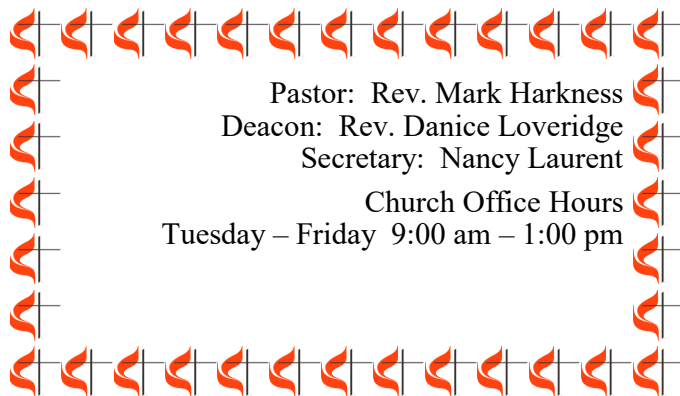 Pastor:  Rev. Mark Harkness
Deacon:  Rev. Danice Loveridge
Secretary:  Nancy Laurent
Church Office Hours
Tuesday – Friday  9:00 am – 1:00 pm